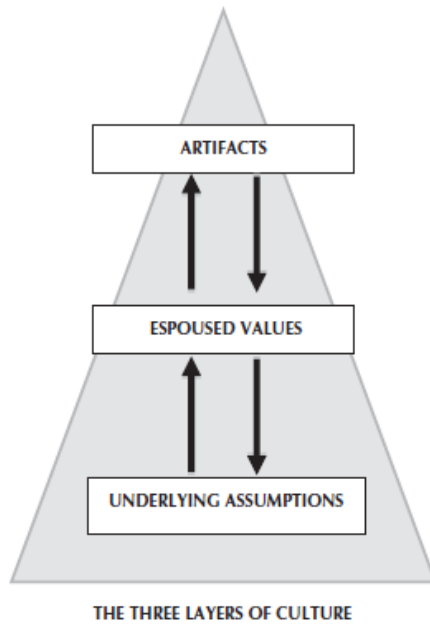 ARTIFACTS
ESPOUSED VALUES
UNDERLYING ASSUMPTIONS
THE THREE LAYERS OF CULTURE